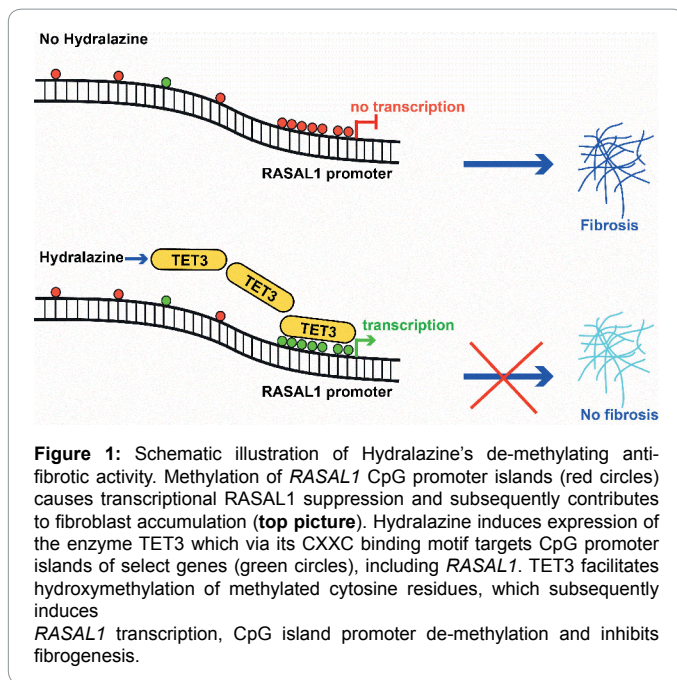 No Hydralazine
no transcription
RASAL1 promoter
Fibrosis
Hydralazine
TET3
TET3
TET3
transcription
RASAL1 promoter
No fibrosis
Figure 1: Schematic illustration of Hydralazine's de-methylating anti-
fibrotic activity. Methylation of RASAL1 CpG promoter islands (red circles)
causes transcriptional RASAL1 suppression and subsequently contributes
to fibroblast accumulation (top picture). Hydralazine induces expression of
the enzyme TET3 which via its CXXC binding motif targets CpG promoter
islands of select genes (green circles), including RASAL1. TET3 facilitates
hydroxymethylation of methylated cytosine residues, which subsequently
induces
RASAL1 transcription, CpG island promoter de-methylation and inhibits
fibrogenesis.